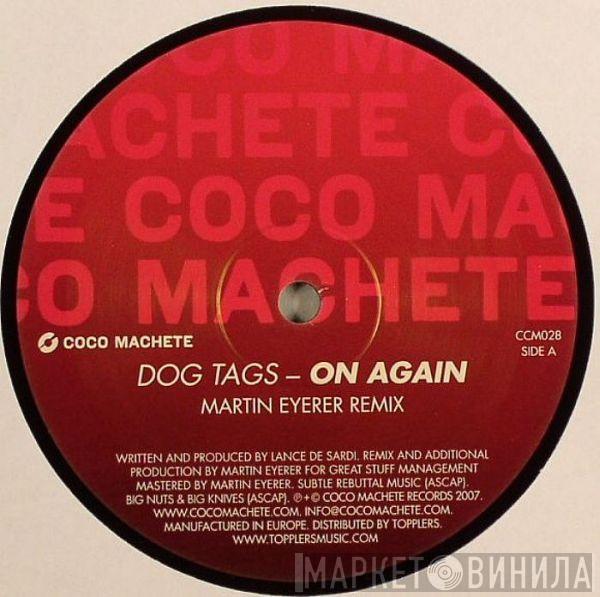 COCO MAC
MACHETE CO
E COCO MA
CO MACHETE
COCO MACHETE
CCM028
SIDE A
DOG TAGS – ON AGAIN
MARTIN EYERER REMIX
WRITTEN AND PRODUCED BY LANCE DE SARDI. REMIX AND ADDITIONAL
PRODUCTION BY MARTIN EYERER FOR GREAT STUFF MANAGEMENT
MASTERED BY MARTIN EYERER. SUBTLE REBUTTAL MUSIC (ASCAP).
BIG NUTS & BIG KNIVES (ASCAP). ℗+© COCO MACHETE RECORDS 2007.
WWW.COCOMACHETE.COM. INFO@COCOMACHETE.COM.
MANUFACTURED IN EUROPE. DISTRIBUTED BY TOPPLERS.
WWW.TOPPLERSMUSIC.COM
МАРКЕТ ВИНИЛА